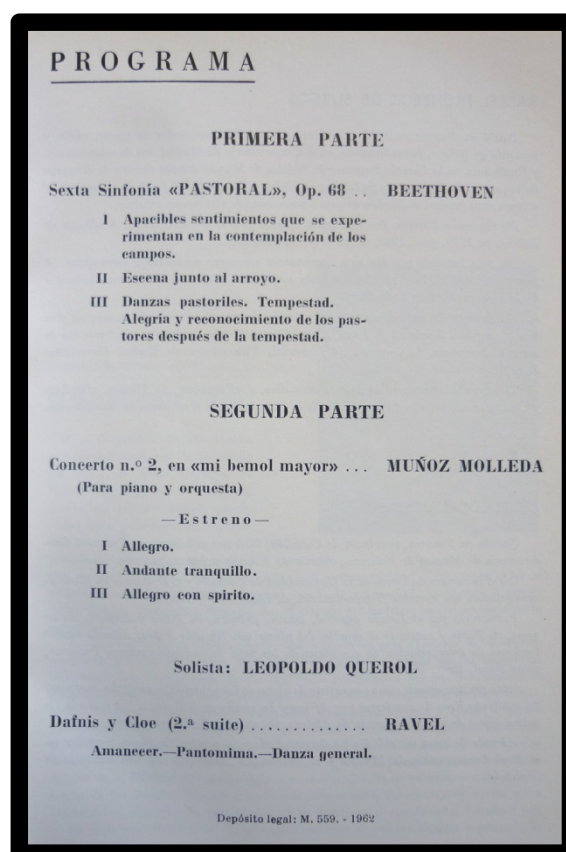 PROGRAMA
PRIMERA PARTE
Sexta Sinfonía «PASTORAL», Op. 68 .. BEETHOVEN
I Apacibles sentimientos que se expe-
rimentan en la contemplación de los
campos.
II Escena junto al arroyo.
III Danzas pastoriles. Tempestad.
Alegría y reconocimiento de los pas-
tores después de la tempestad.
SEGUNDA PARTE
Concerto n.º 2, en «mi bemol mayor» ... MUÑOZ MOLLEDA
(Para piano y orquesta)
—Estreno—
I Allegro.
II Andante tranquillo.
III Allegro con spirito.
Solista: LEOPOLDO QUEROL
Dafnis y Cloe (2.ª suite) .............. RAVEL
Amanecer.—Pantomima.—Danza general.
Depósito legal: M. 559. - 1962